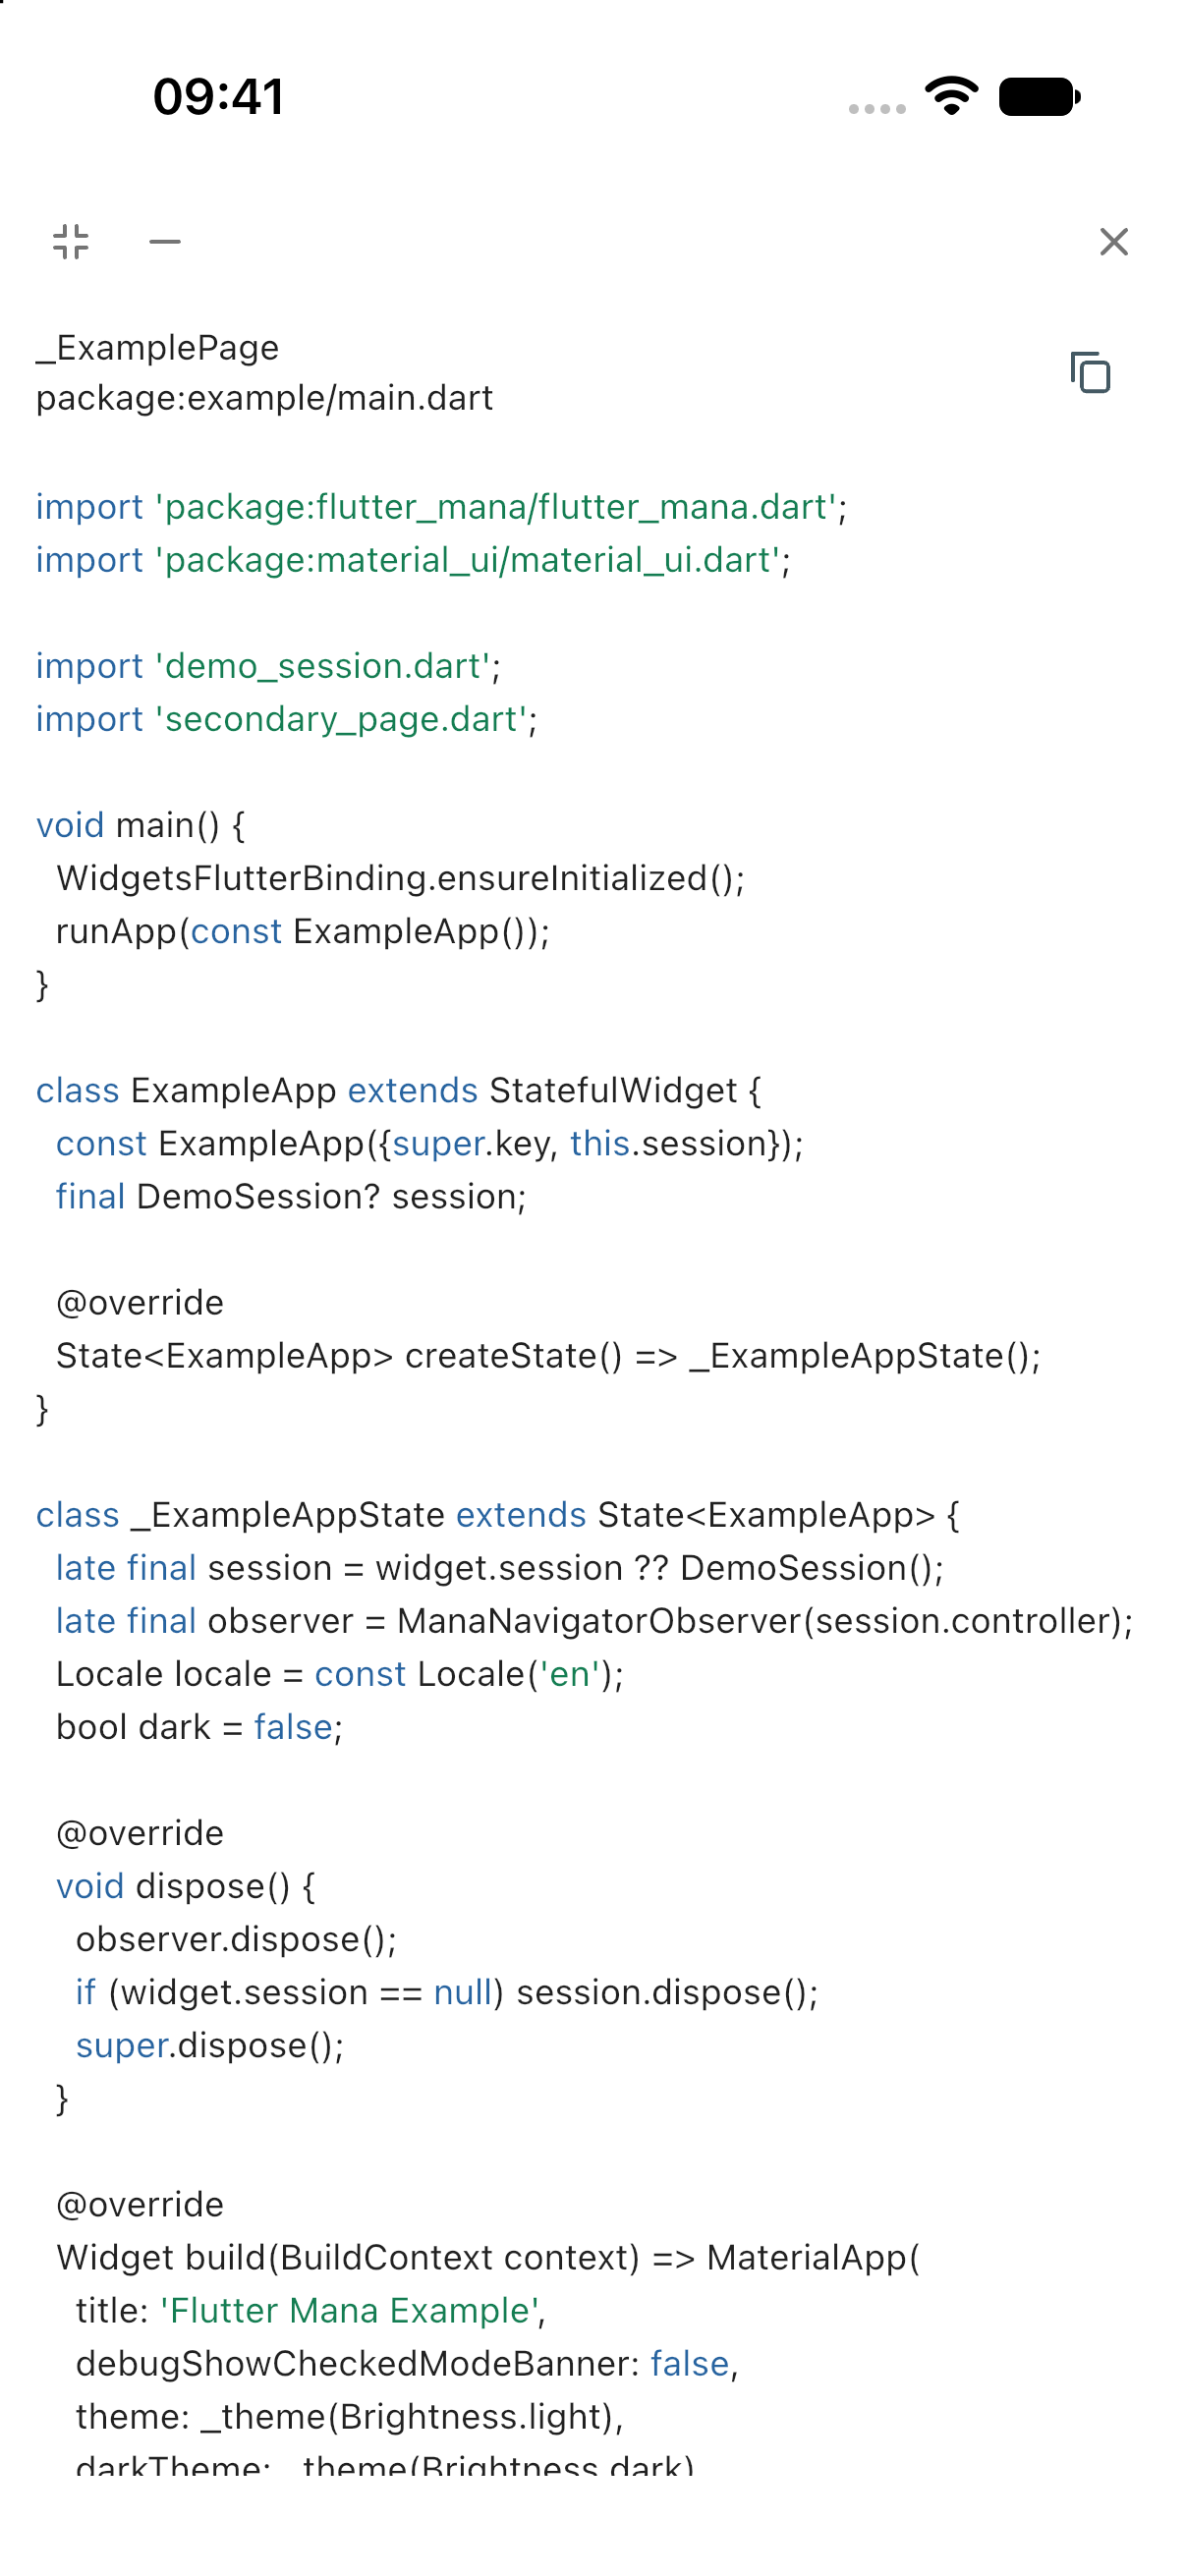 09:41
_ExamplePage
package:example/main.dart
import 'package:flutter_mana/flutter_mana.dart';
import 'package:material_ui/material_ui.dart';
import 'demo_session.dart';
import 'secondary_page.dart';
void main() {
  WidgetsFlutterBinding.ensureInitialized();
  runApp(const ExampleApp());
}
class ExampleApp extends StatefulWidget {
  const ExampleApp({super.key, this.session});
  final DemoSession? session;
  @override
  State<ExampleApp> createState() => _ExampleAppState();
}
class _ExampleAppState extends State<ExampleApp> {
  late final session = widget.session ?? DemoSession();
  late final observer = ManaNavigatorObserver(session.controller);
  Locale locale = const Locale('en');
  bool dark = false;
  @override
  void dispose() {
    observer.dispose();
    if (widget.session == null) session.dispose();
    super.dispose();
  }
  @override
  Widget build(BuildContext context) => MaterialApp(
    title: 'Flutter Mana Example',
    debugShowCheckedModeBanner: false,
    theme: _theme(Brightness.light),
    darkTheme: _theme(Brightness.dark)